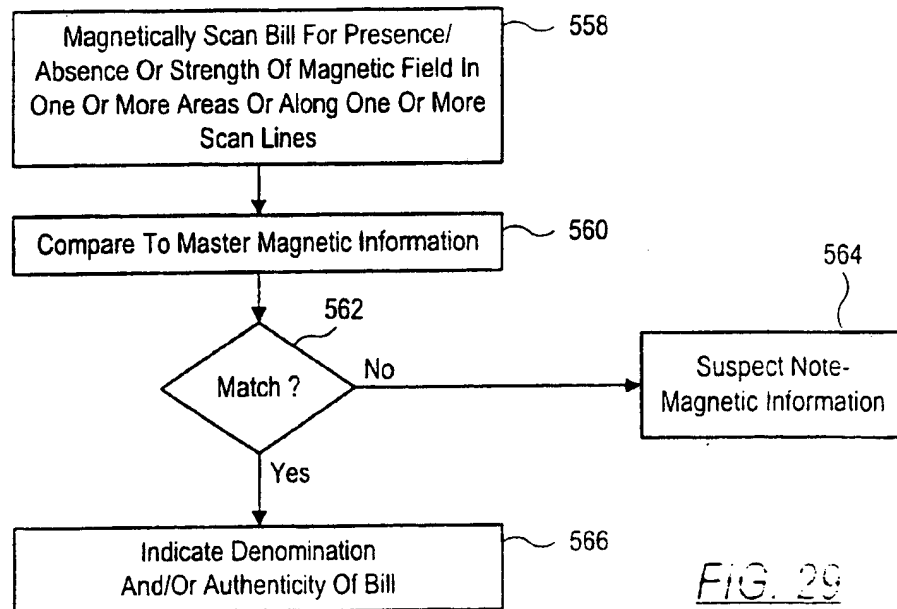 Magnetically Scan Bill For Presence/
Absence Or Strength Of Magnetic Field In
One Or More Areas Or Along One Or More
Scan Lines
558
Compare To Master Magnetic Information
560
562
Match ?
No
564
Suspect Note-
Magnetic Information
Yes
Indicate Denomination
And/Or Authenticity Of Bill
566
FIG. 29